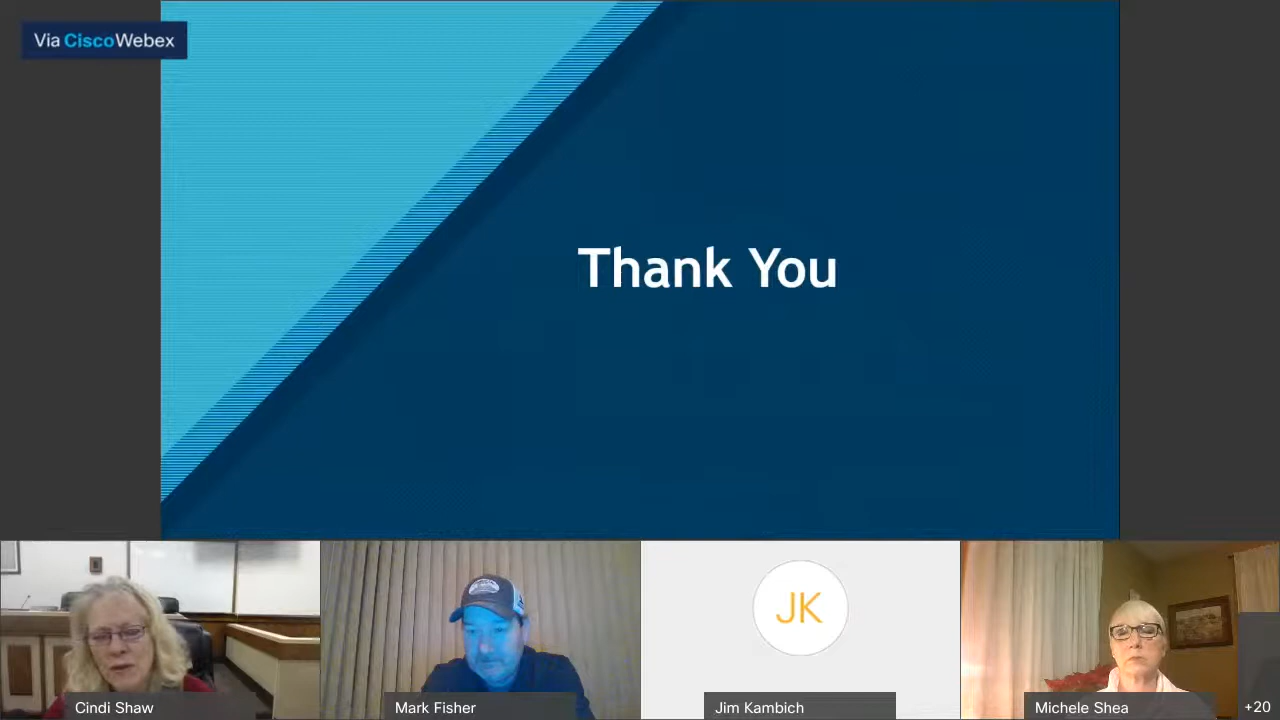 Via CiscoWebex
Thank You
JK
Cindi Shaw
Mark Fisher
Jim Kambich
Michele Shea
+20